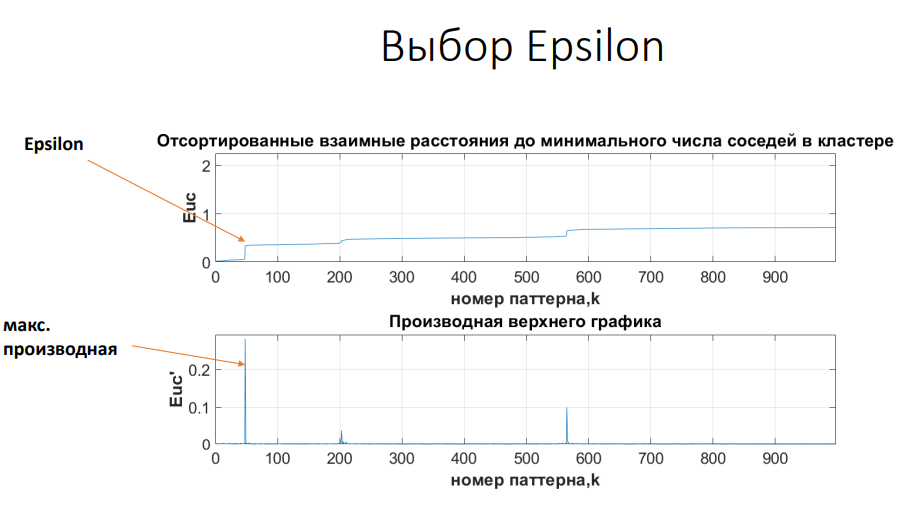 Выбор Epsilon
Epsilon
Отсортированные взаимные расстояния до минимального числа соседей в кластере
2
1
0
Euc
0 100 200 300 400 500 600 700 800 900
номер паттерна,k
макс.
производная
Производная верхнего графика
0.2
0.1
0
Euc'
0 100 200 300 400 500 600 700 800 900
номер паттерна,k